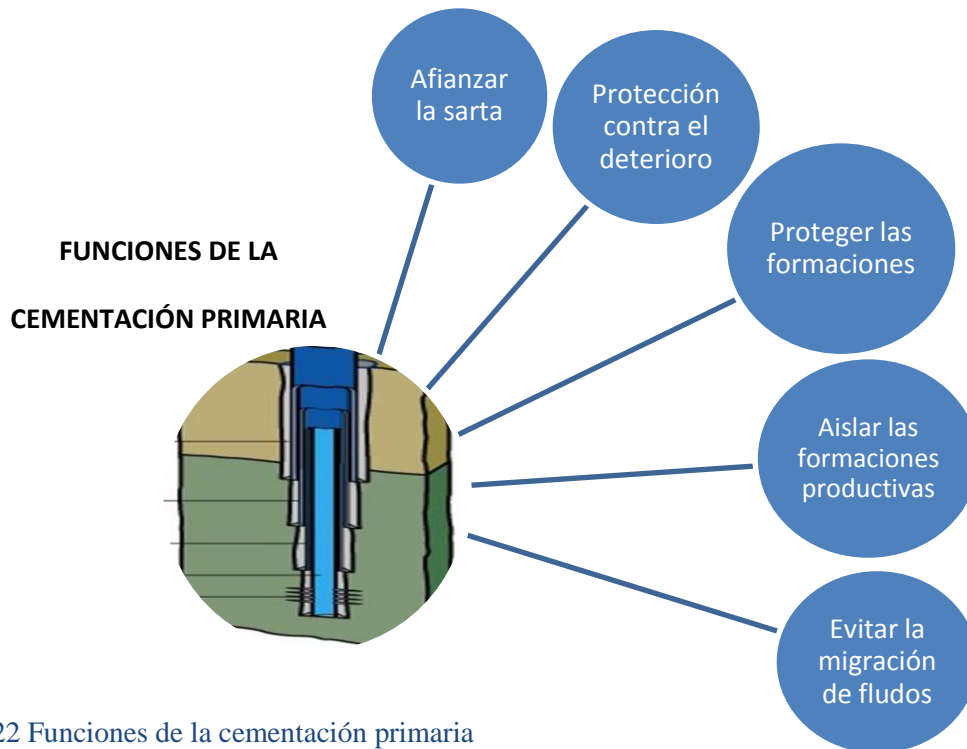 Afianzar
la sarta
Protección
contra el
deterioro
Proteger las
formaciones
FUNCIONES DE LA
CEMENTACIÓN PRIMARIA
Aislar las
formaciones
productivas
Evitar la
migración
de fludos
22 Funciones de la cementación primaria